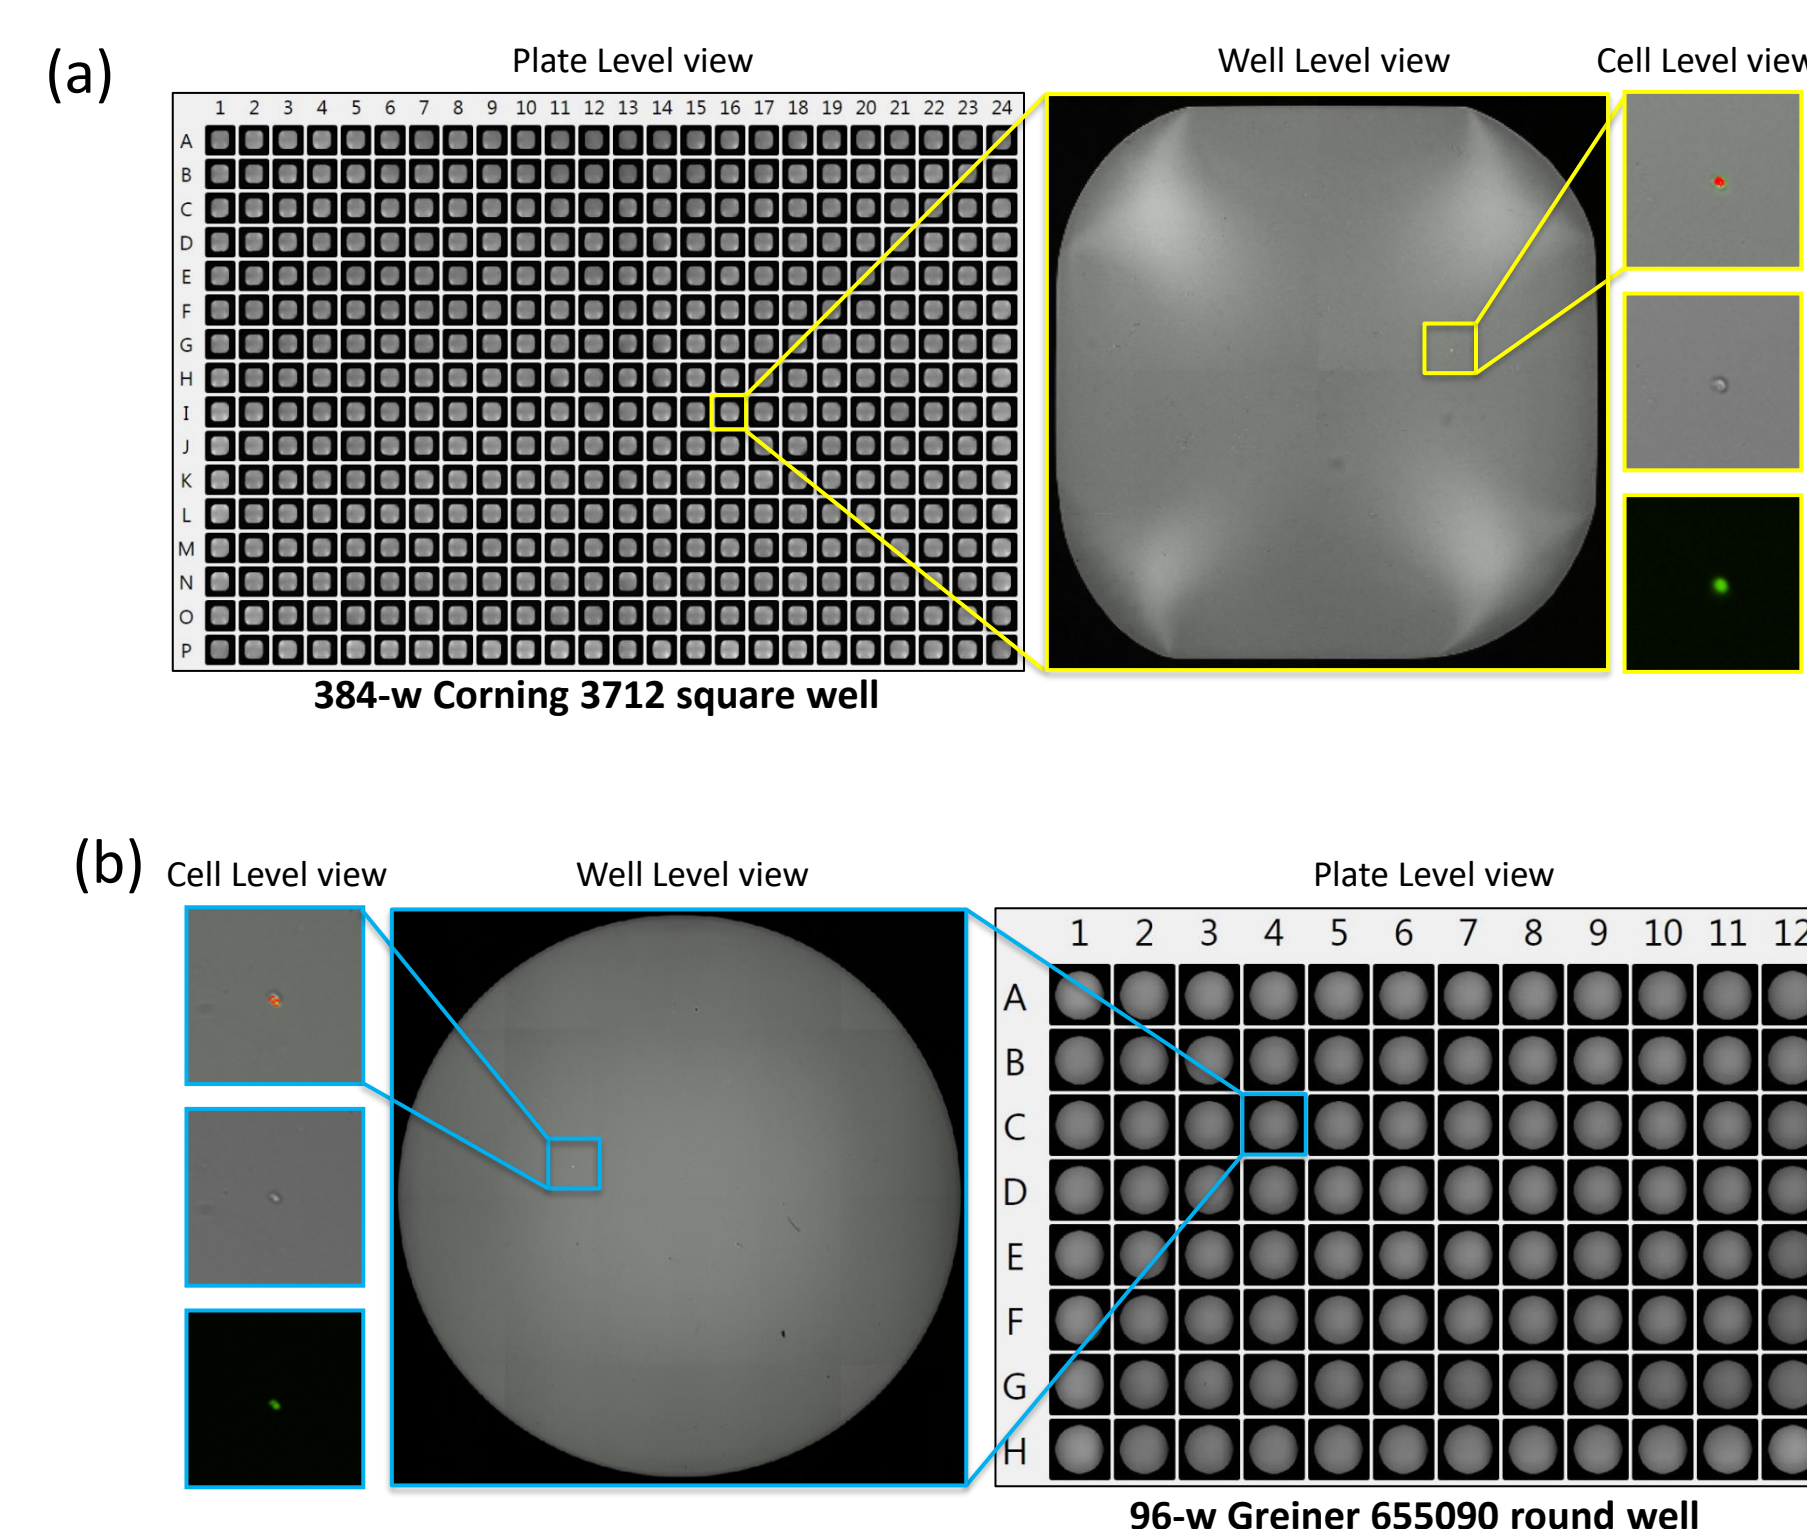 (a)
Plate Level view
Well Level view
Cell Level view
1 2 3 4 5 6 7 8 9 10 11 12 13 14 15 16 17 18 19 20 21 22 23 24
A
B
C
D
E
F
G
H
I
J
K
L
M
N
O
P
384-w Corning 3712 square well
(b)
Cell Level view
Well Level view
Plate Level view
1 2 3 4 5 6 7 8 9 10 11 12
A
B
C
D
E
F
G
H
96-w Greiner 655090 round well